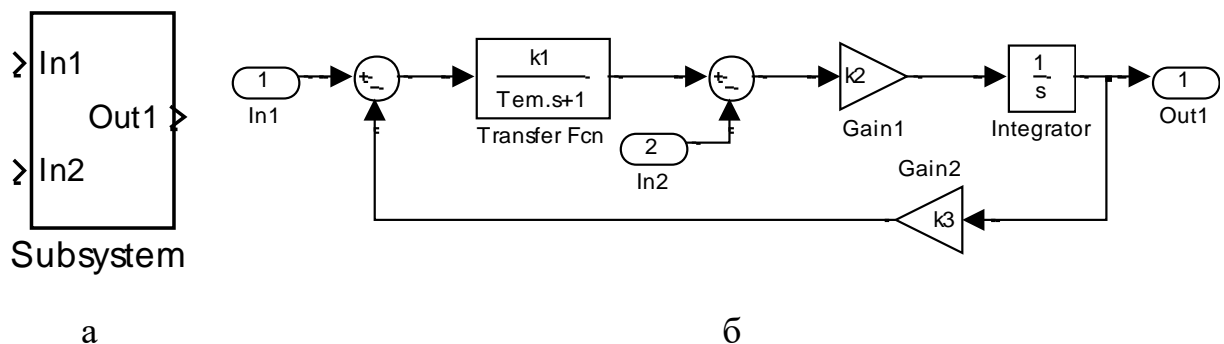 In1
Out1
In2
Subsystem
а
1
In1
+
-
k1
Tem.s+1
Transfer Fcn
+
-
2
In2
k2
Gain1
1
s
Integrator
1
Out1
Gain2
k3
б